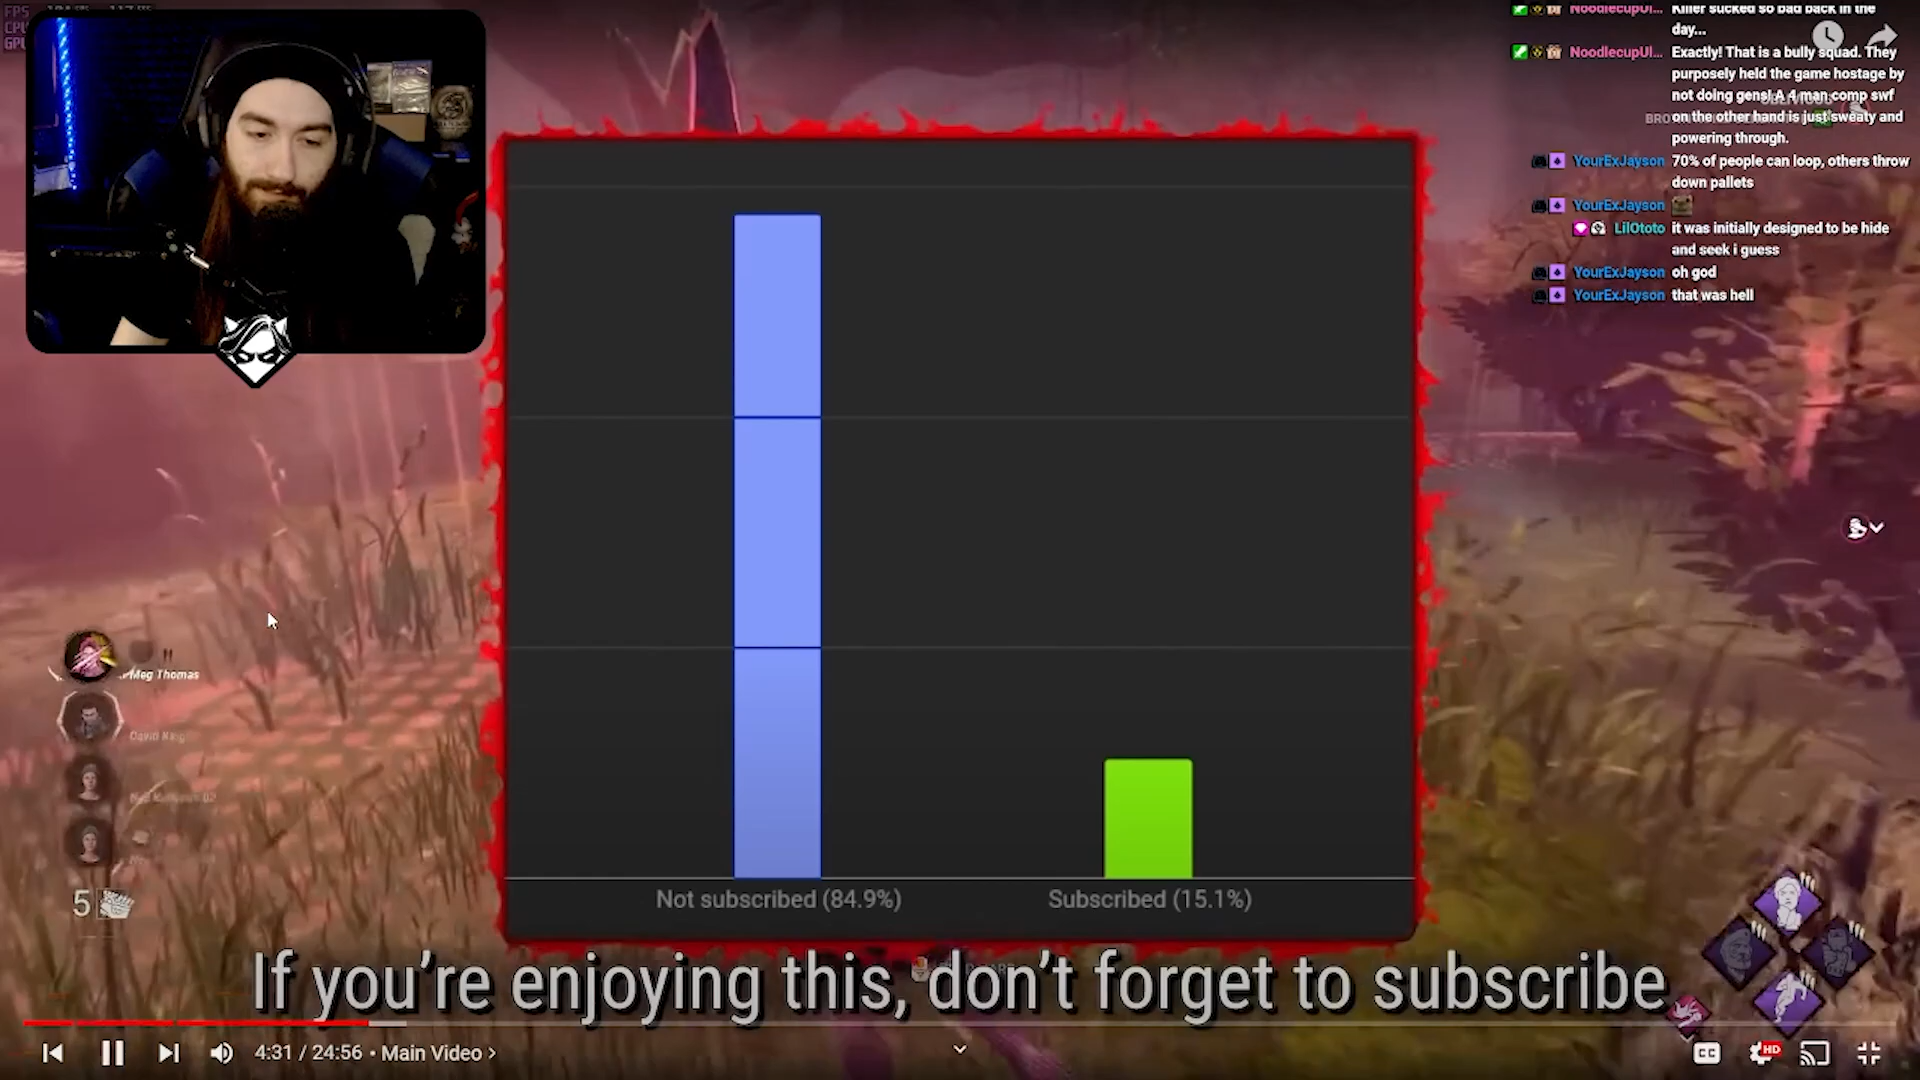 FPS
CPU
GPU
NoodlecupUl... Killer sucked so bad back in the
day...
NoodlecupUl... Exactly! That is a bully squad. They
purposely held the game hostage by
not doing gens! A 4 man comp swf
on the other hand is just sweaty and
powering through.
YourExJayson 70% of people can loop, others throw
down pallets
YourExJayson
LilOtoto it was initially designed to be hide
and seek i guess
YourExJayson oh god
YourExJayson that was hell
Meg Thomas
David King
5
Not subscribed (84.9%) Subscribed (15.1%)
If you’re enjoying this, don’t forget to subscribe
4:31 / 24:56 • Main Video >
CC HD